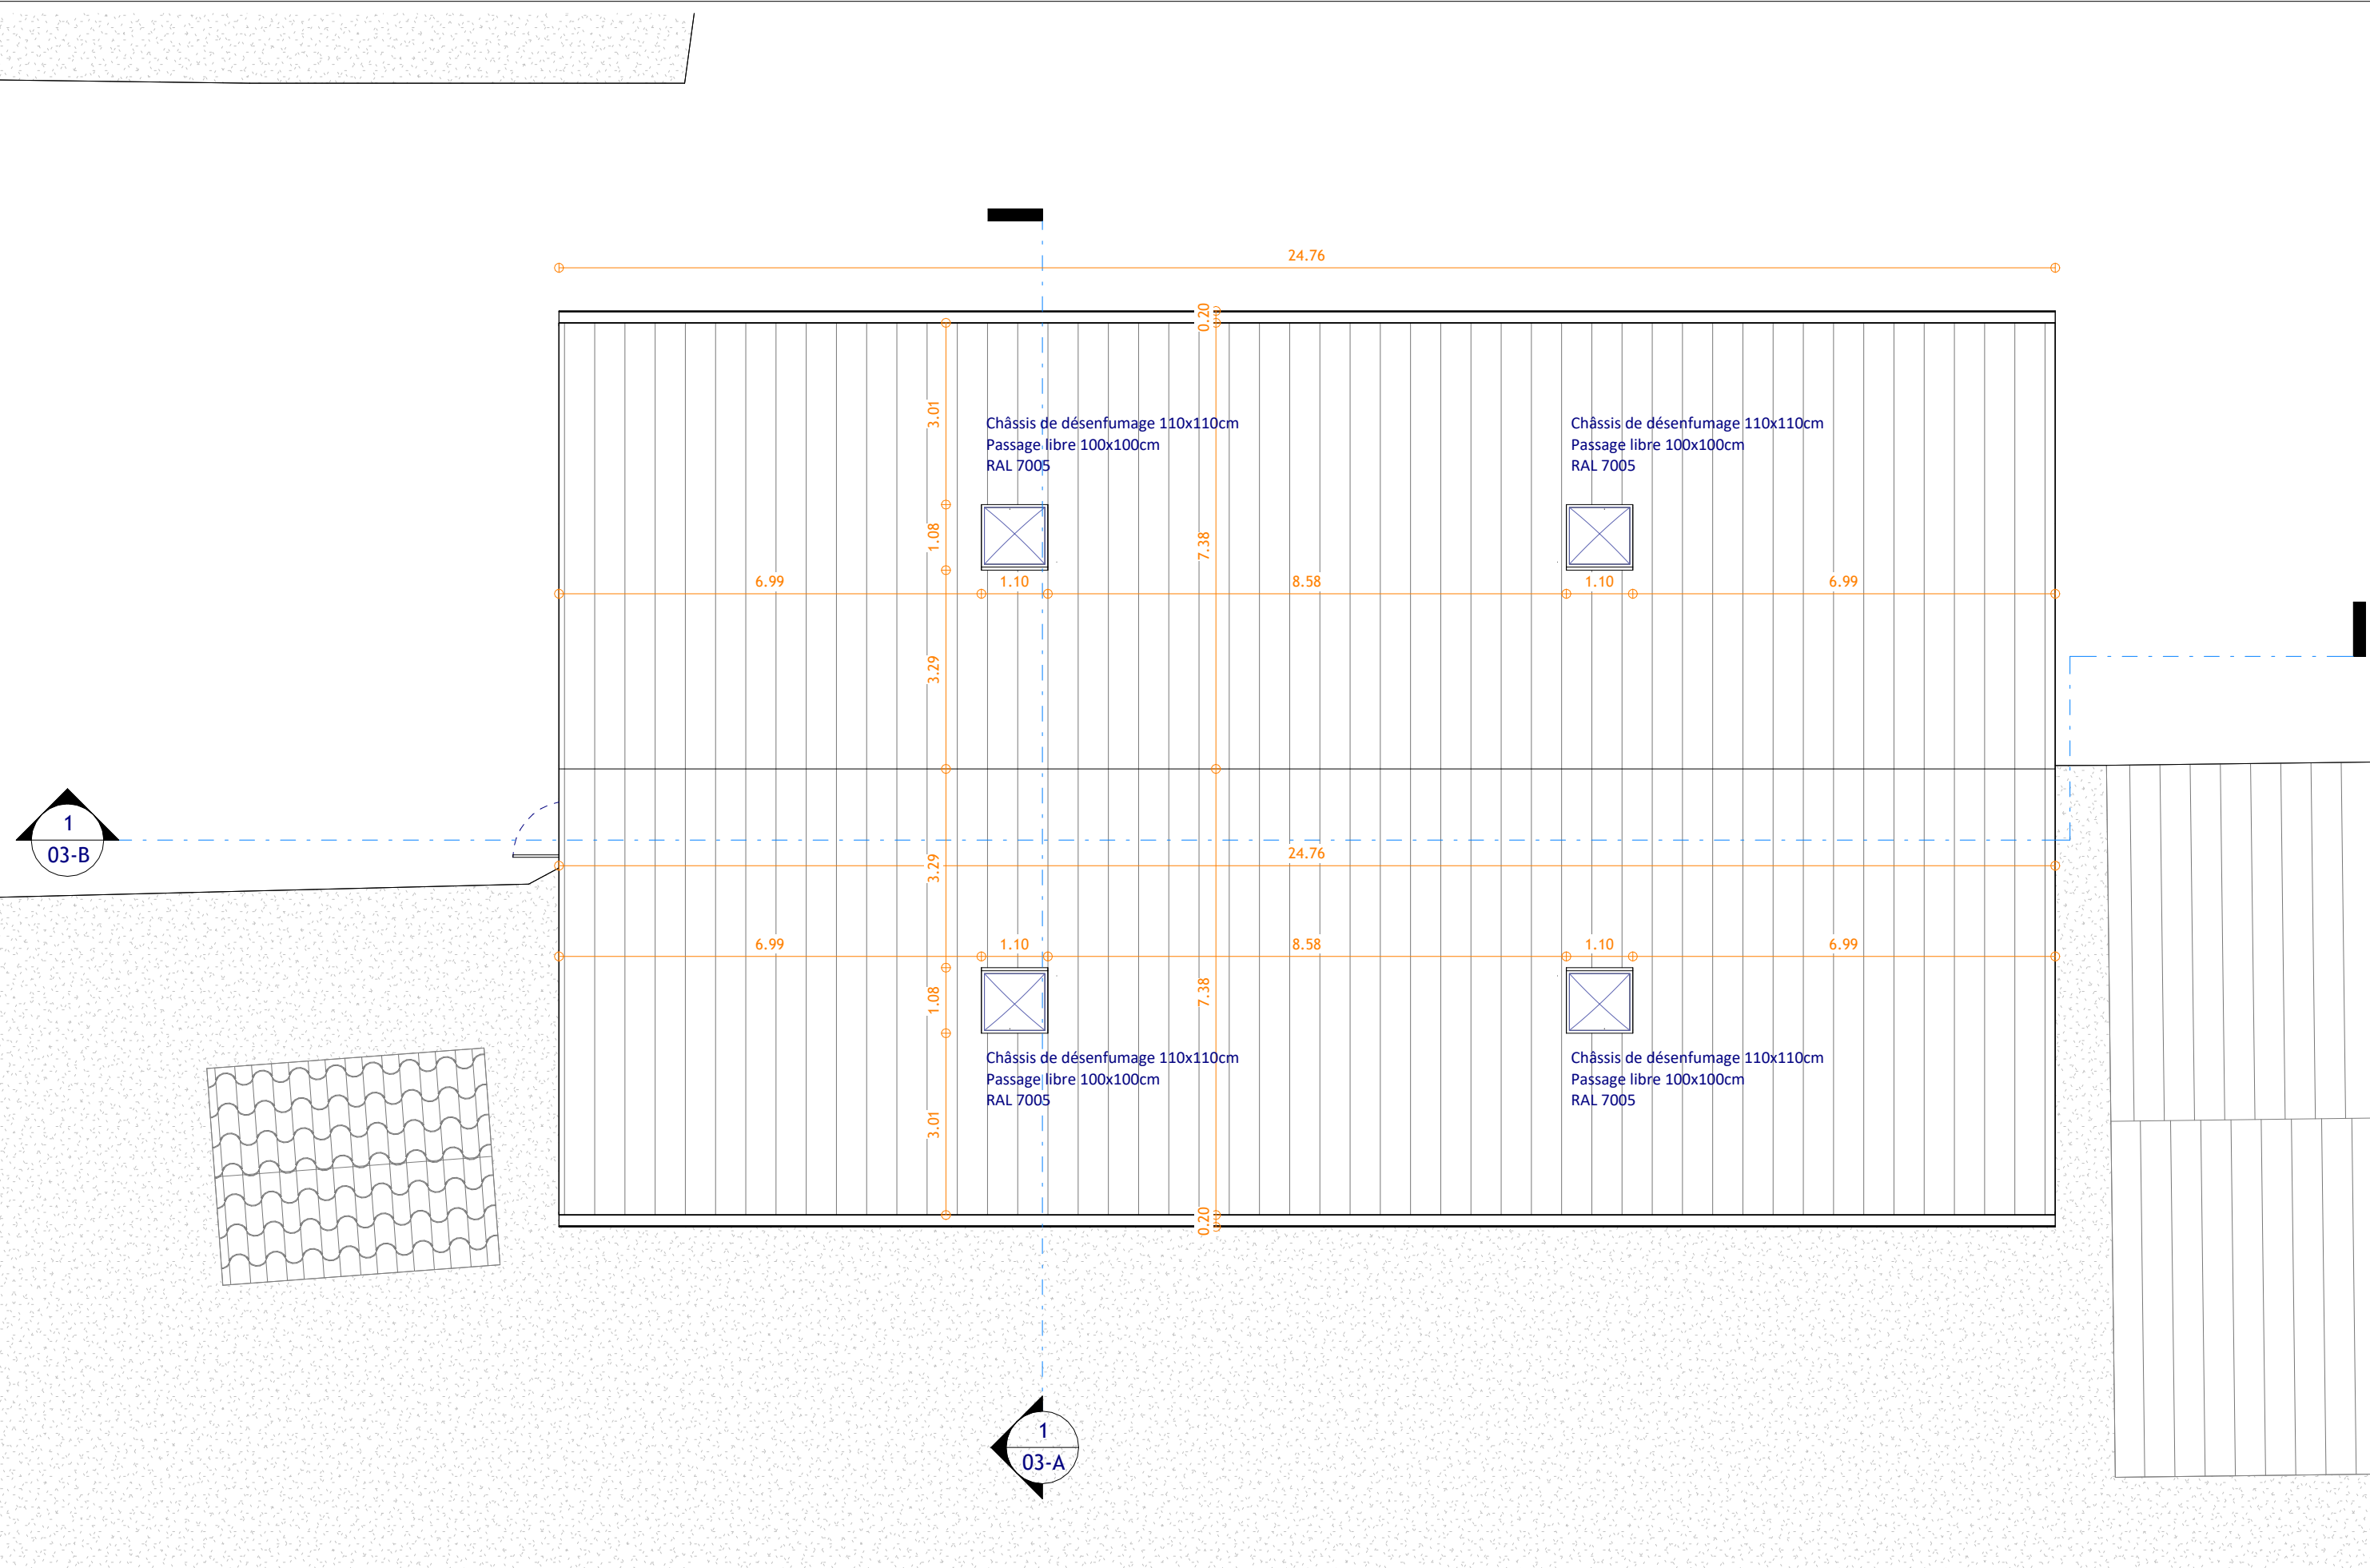 24.76
0.20
3.01
Châssis de désenfumage 110x110cm
Passage libre 100x100cm
RAL 7005
Châssis de désenfumage 110x110cm
Passage libre 100x100cm
RAL 7005
1.08
7.38
6.99
1.10
8.58
1.10
6.99
3.29
1
03-B
24.76
3.29
6.99
1.10
8.58
1.10
6.99
1.08
7.38
Châssis de désenfumage 110x110cm
Passage libre 100x100cm
RAL 7005
Châssis de désenfumage 110x110cm
Passage libre 100x100cm
RAL 7005
3.01
0.20
1
03-A